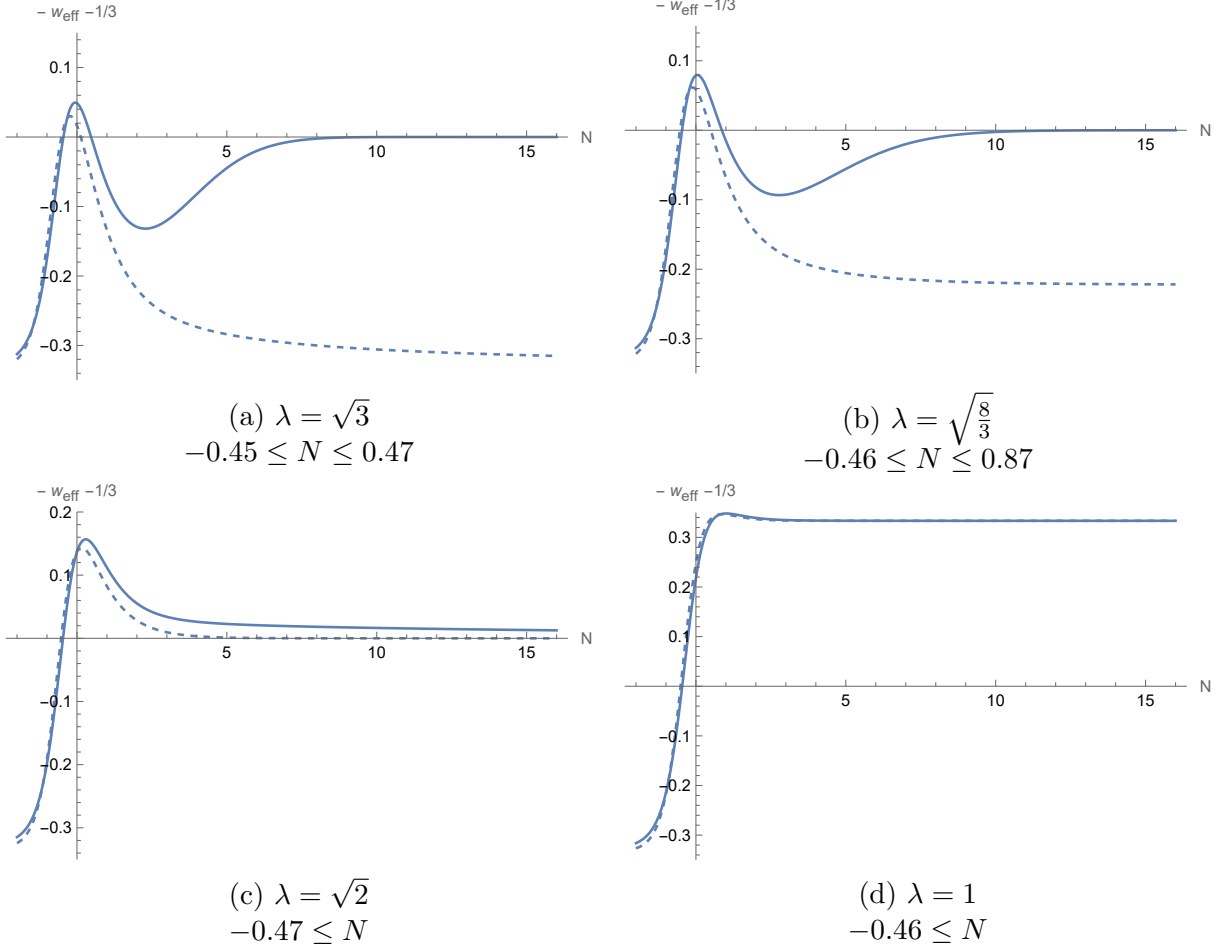 − w_eff −1/3
0.1
−0.1
−0.2
−0.3
5
10
15
N
(a) λ = √3
−0.45 ≤ N ≤ 0.47
− w_eff −1/3
0.1
−0.1
−0.2
−0.3
5
10
15
N
(b) λ = √(8/3)
−0.46 ≤ N ≤ 0.87
− w_eff −1/3
0.2
0.1
−0.1
−0.2
−0.3
5
10
15
N
(c) λ = √2
−0.47 ≤ N
− w_eff −1/3
0.3
0.2
0.1
−0.1
−0.2
−0.3
5
10
15
N
(d) λ = 1
−0.46 ≤ N